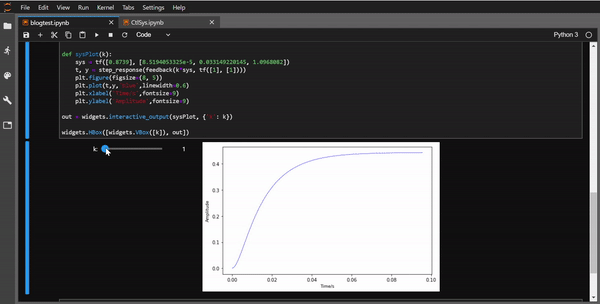 File Edit View Run Kernel Tabs Settings Help
blogtest.ipynb × CtlSys.ipynb ×
Code Python 3
def sysPlot(k):
sys = tf([0.8739], [8.5194053325e-5, 0.033149220145, 1.0968082])
t, y = step_response(feedback(k*sys, tf([1], [1])))
plt.figure(figsize=(8, 5))
plt.plot(t,y,'blue',linewidth=0.6)
plt.xlabel('Time/s',fontsize=9)
plt.ylabel('Amplitude',fontsize=9)
out = widgets.interactive_output(sysPlot, {'k': k})
widgets.HBox([widgets.VBox([k]), out])
k: 1
0.4
0.3
0.2
0.1
0.0
Amplitude
0.00 0.02 0.04 0.06 0.08 0.10
Time/s